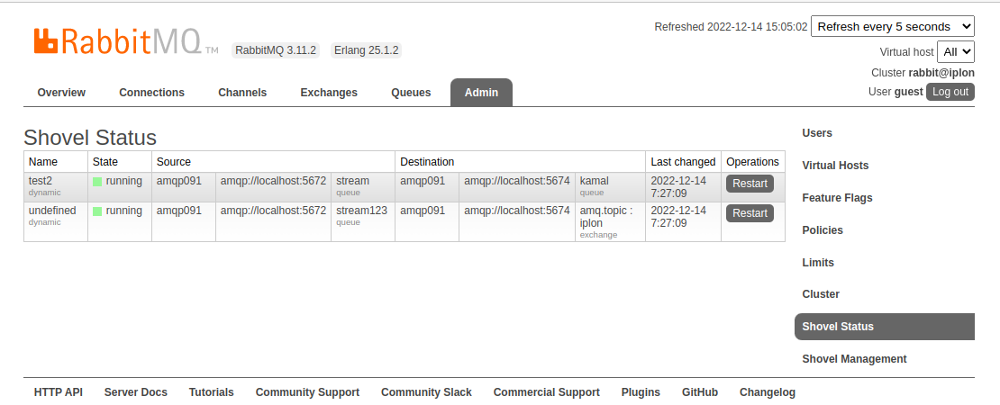 RabbitMQ TM
RabbitMQ 3.11.2 Erlang 25.1.2
Refreshed 2022-12-14 15:05:02 Refresh every 5 seconds
Virtual host All
Cluster rabbit@iplon
User guest Log out
Overview Connections Channels Exchanges Queues Admin
Shovel Status
Name State Source Destination Last changed Operations
test2 running amqp091 amqp://localhost:5672 stream amqp091 amqp://localhost:5674 kamal 2022-12-14 Restart
dynamic queue queue 7:27:09
undefined running amqp091 amqp://localhost:5672 stream123 amqp091 amqp://localhost:5674 amq.topic : 2022-12-14 Restart
dynamic queue iplon 7:27:09
exchange
Users
Virtual Hosts
Feature Flags
Policies
Limits
Cluster
Shovel Status
Shovel Management
HTTP API Server Docs Tutorials Community Support Community Slack Commercial Support Plugins GitHub Changelog